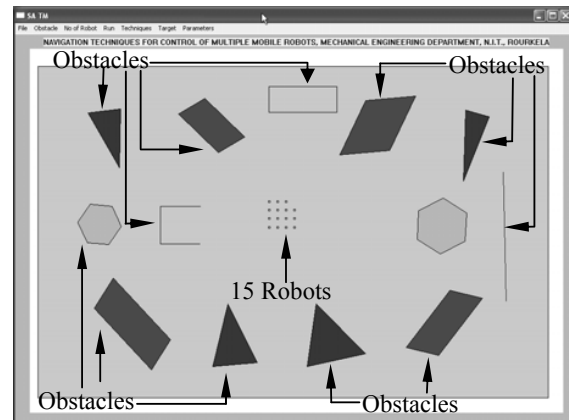 SA TM
File Obstacle No of Robot Run Techniques Target Parameters
NAVIGATION TECHNIQUES FOR CONTROL OF MULTIPLE MOBILE ROBOTS, MECHANICAL ENGINEERING DEPARTMENT, N.I.T., ROURKELA
Obstacles
Obstacles
15 Robots
Obstacles
Obstacles